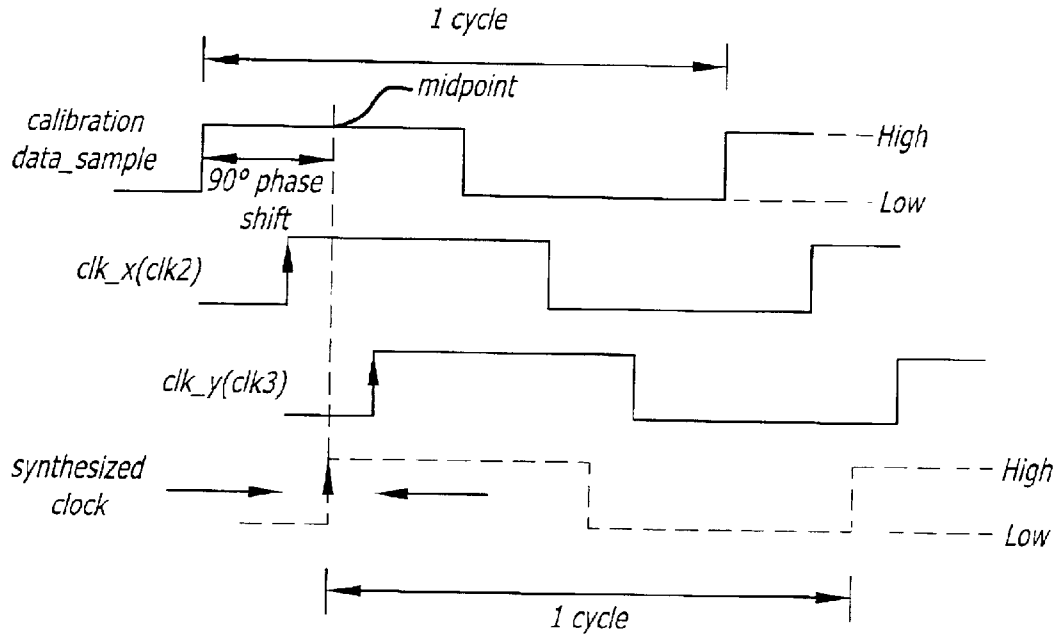 1 cycle
midpoint
calibration
data_sample
High
90° phase
shift
Low
clk_x(clk2)
clk_y(clk3)
synthesized
clock
High
Low
1 cycle